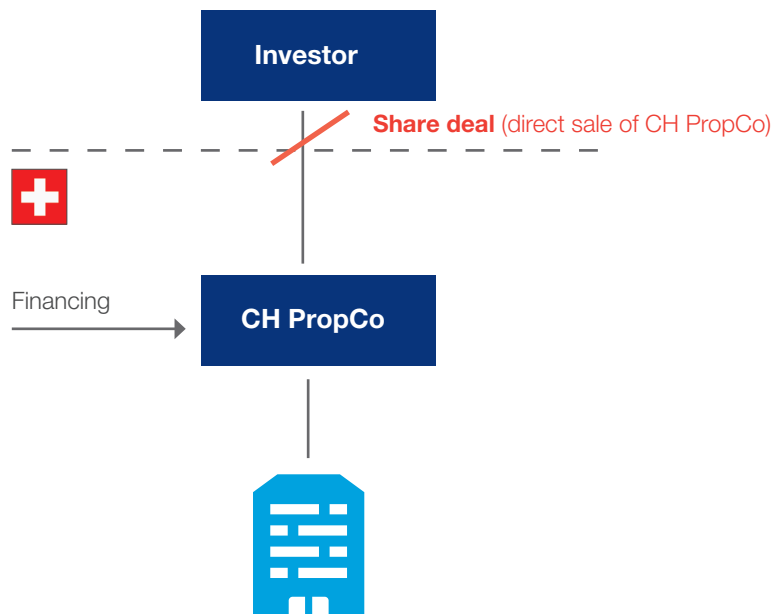 Investor
Share deal (direct sale of CH PropCo)
Financing
CH PropCo